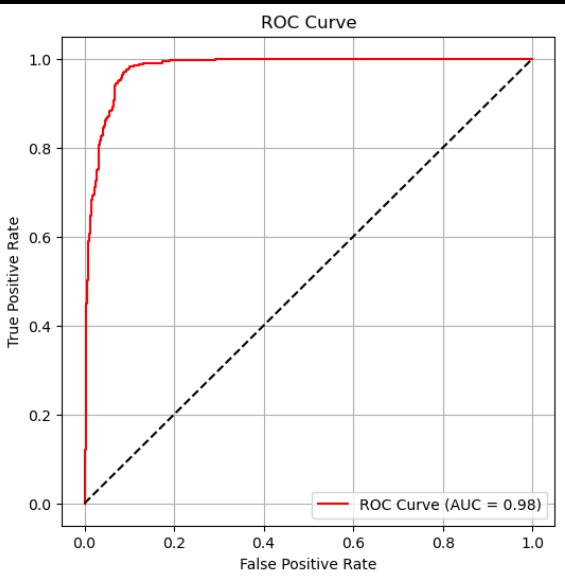 ROC Curve
True Positive Rate
1.0
0.8
0.6
0.4
0.2
0.0
ROC Curve (AUC = 0.98)
0.0 0.2 0.4 0.6 0.8 1.0
False Positive Rate